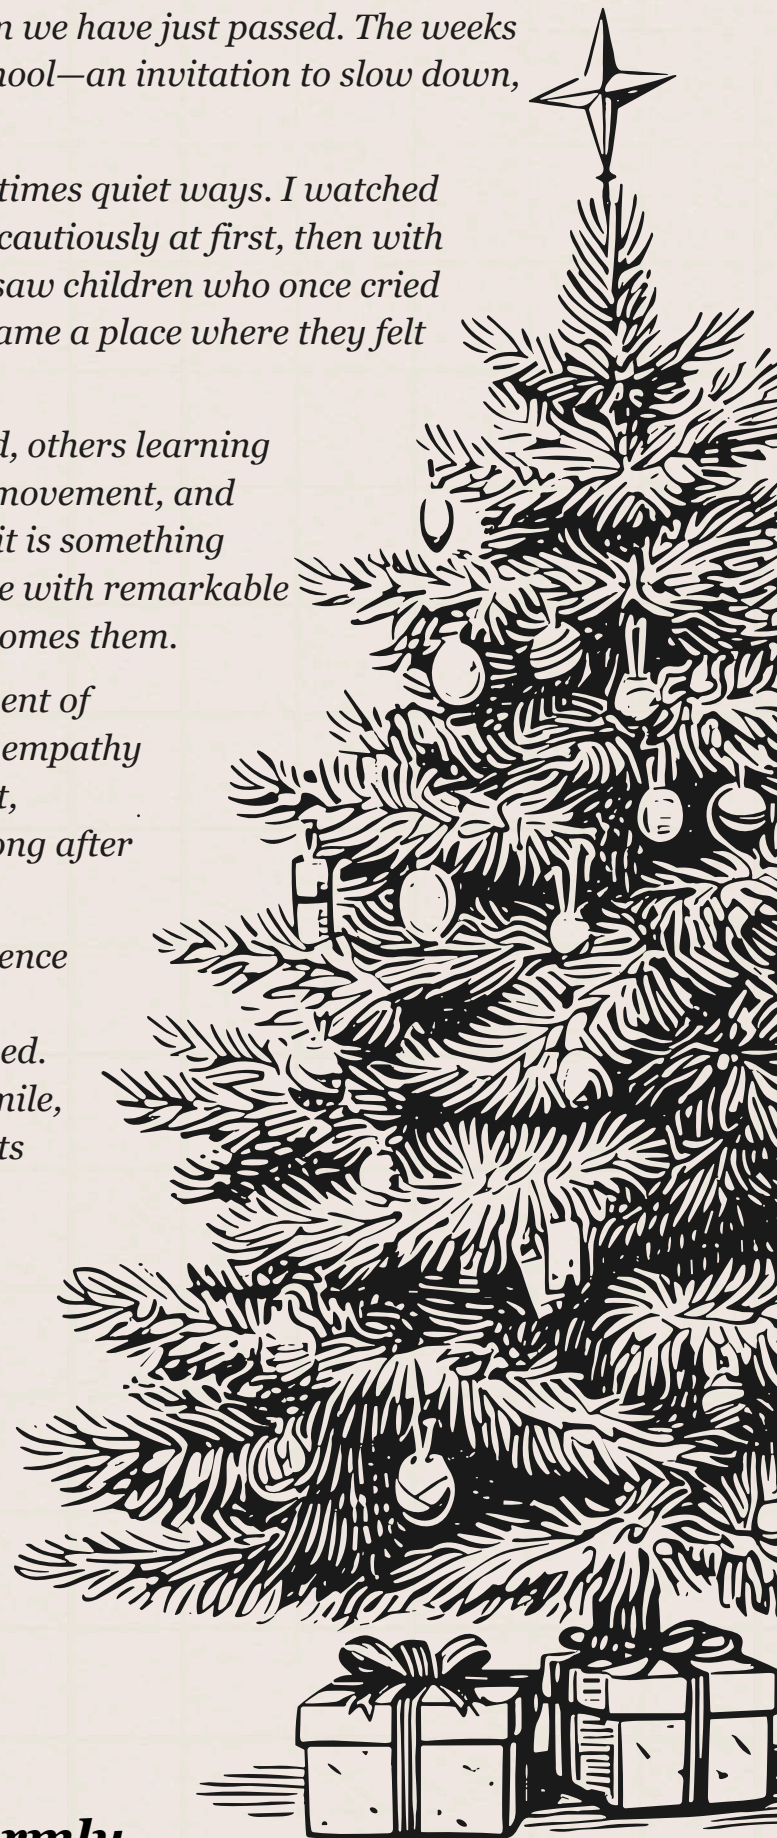 n we have just passed. The weeks
hool—an invitation to slow down,
times quiet ways. I watched
cautiously at first, then with
saw children who once cried
ame a place where they felt
d, others learning
movement, and
it is something
e with remarkable
omes them.
ent of
empathy
t,
ong after
ence
ed.
mile,
ts
rmly